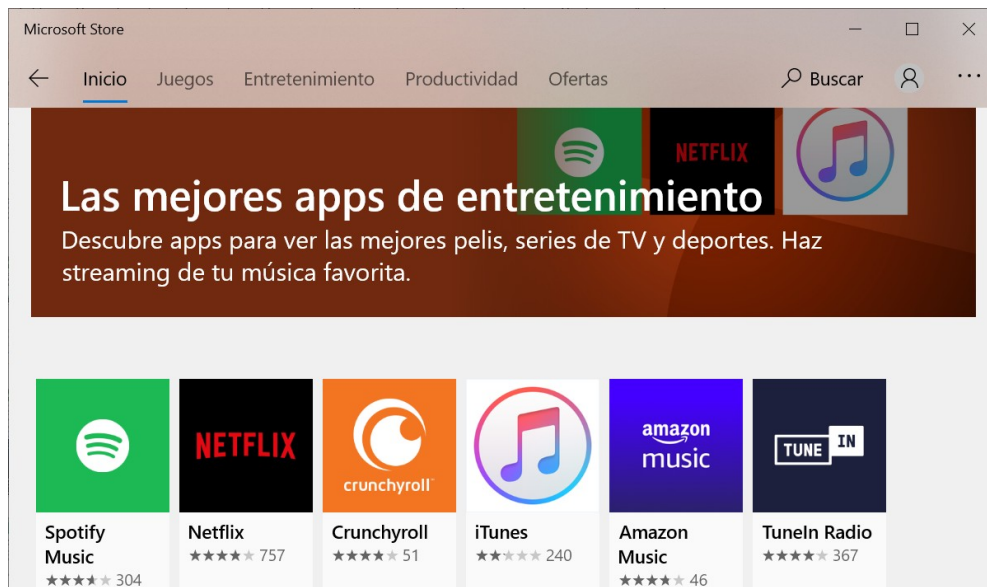 Microsoft Store
Inicio Juegos Entretenimiento Productividad Ofertas Buscar
NETFLIX
Las mejores apps de entretenimiento
Descubre apps para ver las mejores pelis, series de TV y deportes. Haz
streaming de tu música favorita.
NETFLIX
crunchyroll
amazon
music
TUNE IN
Spotify
Music
304
Netflix
757
Crunchyroll
51
iTunes
240
Amazon
Music
46
TuneIn Radio
367